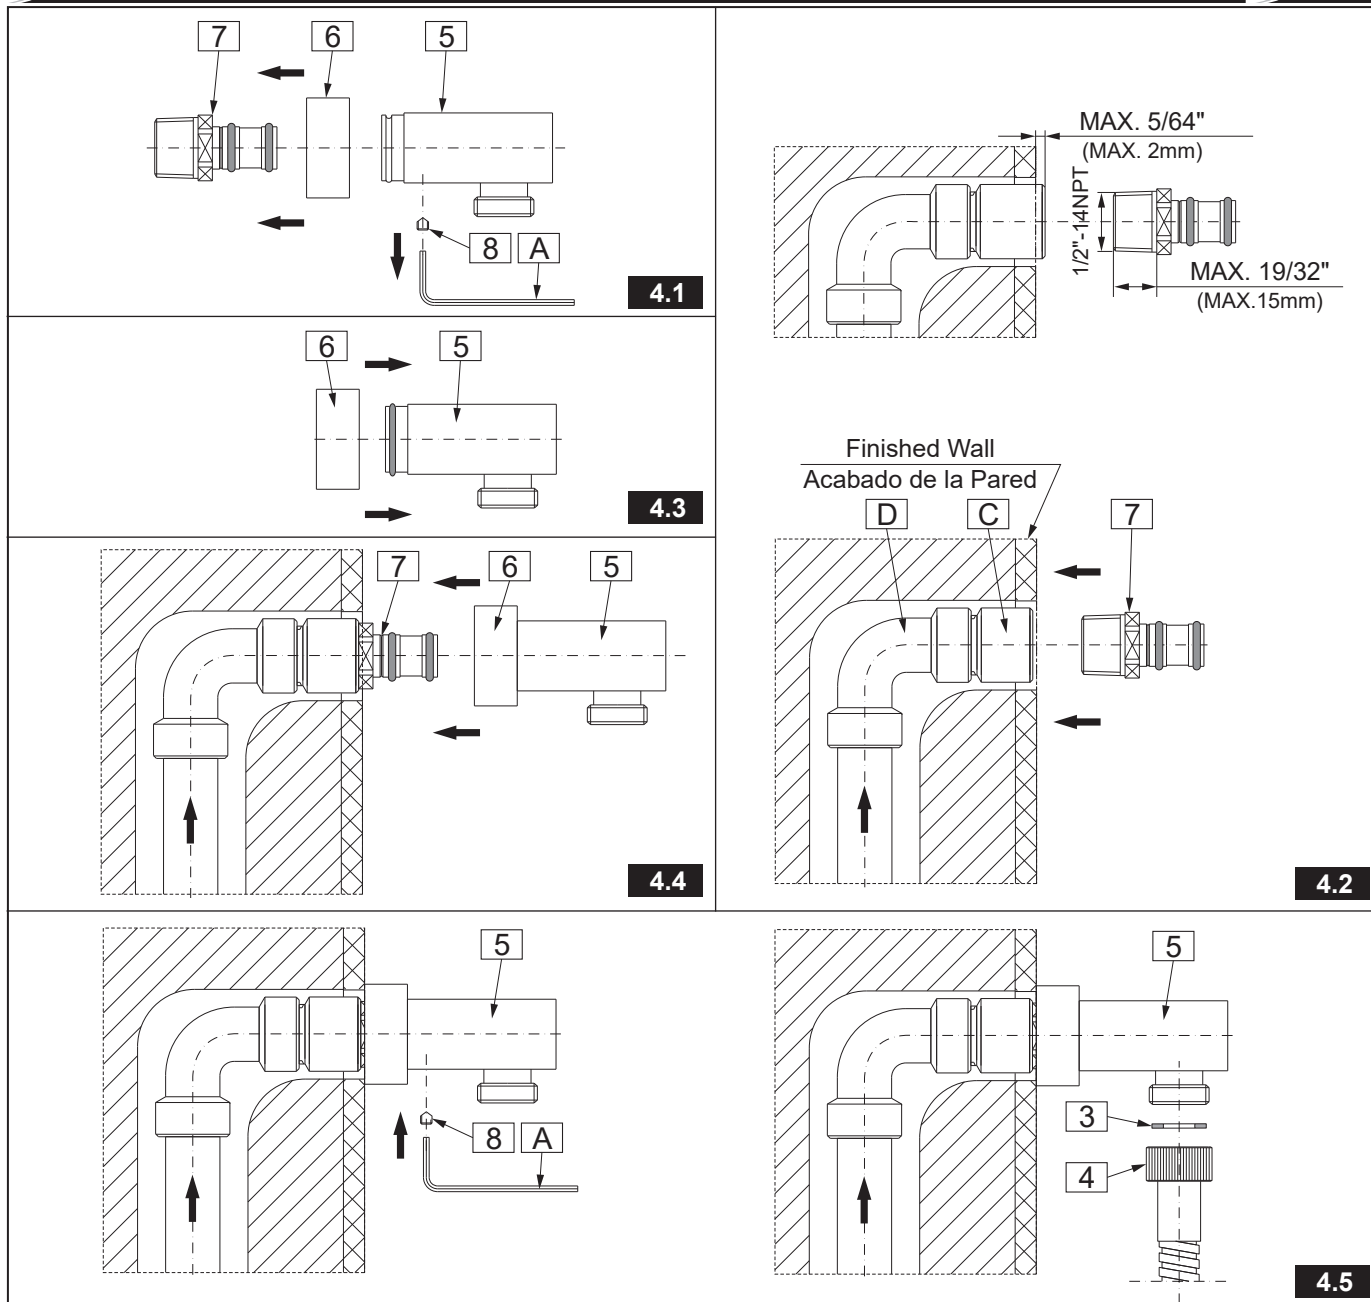 7 6 5
8 A
4.1
6 5
4.3
7 6 5
4.4
MAX. 5/64"
(MAX. 2mm)
1/2"-14NPT
MAX. 19/32"
(MAX.15mm)
Finished Wall
Acabado de la Pared
D C 7
4.2
5
8 A
5
3
4
4.5